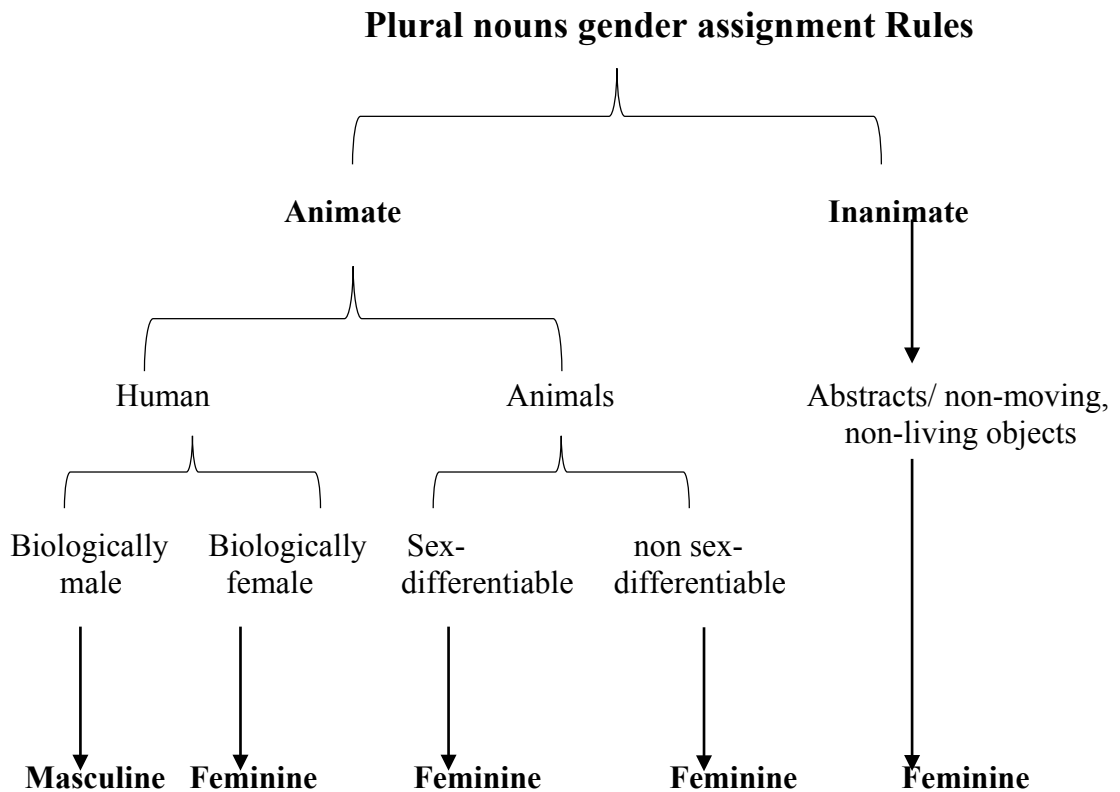 Plural nouns gender assignment Rules
Animate
Inanimate
Human
Animals
Abstracts/ non-moving,
non-living objects
Biologically
male
Biologically
female
Sex-
differentiable
non sex-
differentiable
Masculine
Feminine
Feminine
Feminine
Feminine